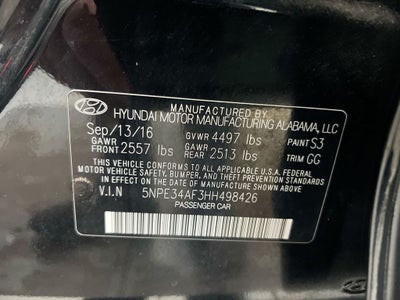 MANUFACTURED BY
HYUNDAI MOTOR MANUFACTURING ALABAMA, LLC
Sep/13/16 GVWR 4497 lbs PAINT S3
GAWR FRONT 2557 lbs GAWR REAR 2513 lbs TRIM GG
THIS VEHICLE CONFORMS TO ALL APPLICABLE U.S.A FEDERAL
MOTOR VEHICLE SAFETY, BUMPER, AND THEFT PREVENTION STANDARDS
IN EFFECT ON THE DATE OF MANUFACTURE SHOWN ABOVE.
V.I.N 5NPE34AF3HH498426
PASSENGER CAR